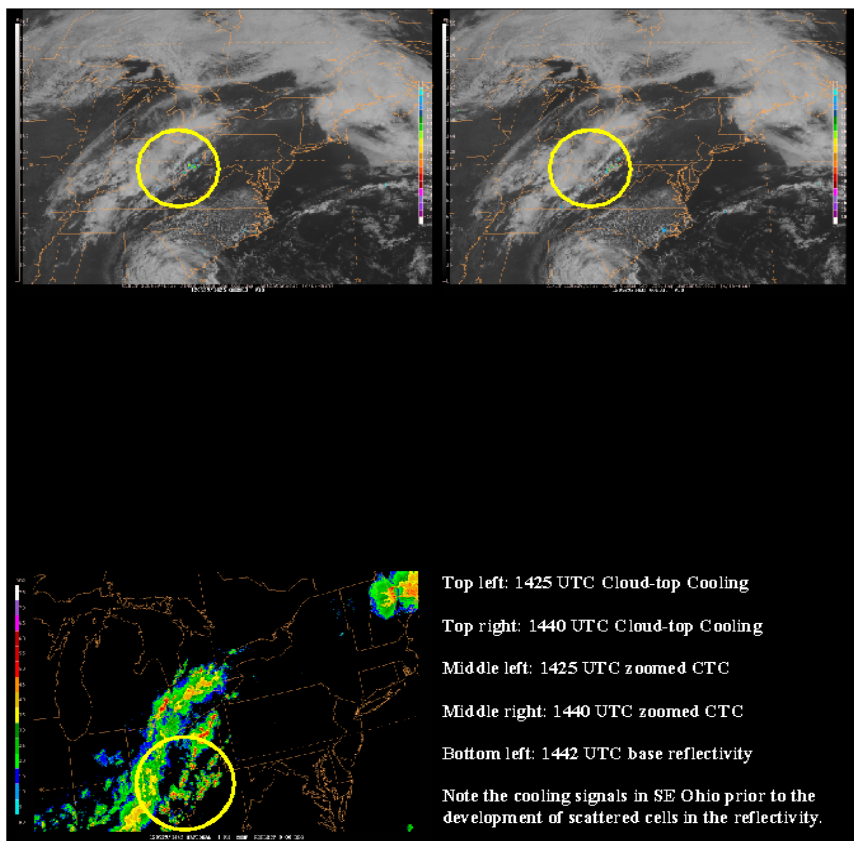 Top left: 1425 UTC Cloud-top Cooling
Top right: 1440 UTC Cloud-top Cooling
Middle left: 1425 UTC zoomed CTC
Middle right: 1440 UTC zoomed CTC
Bottom left: 1442 UTC base reflectivity
Note the cooling signals in SE Ohio prior to the
development of scattered cells in the reflectivity.